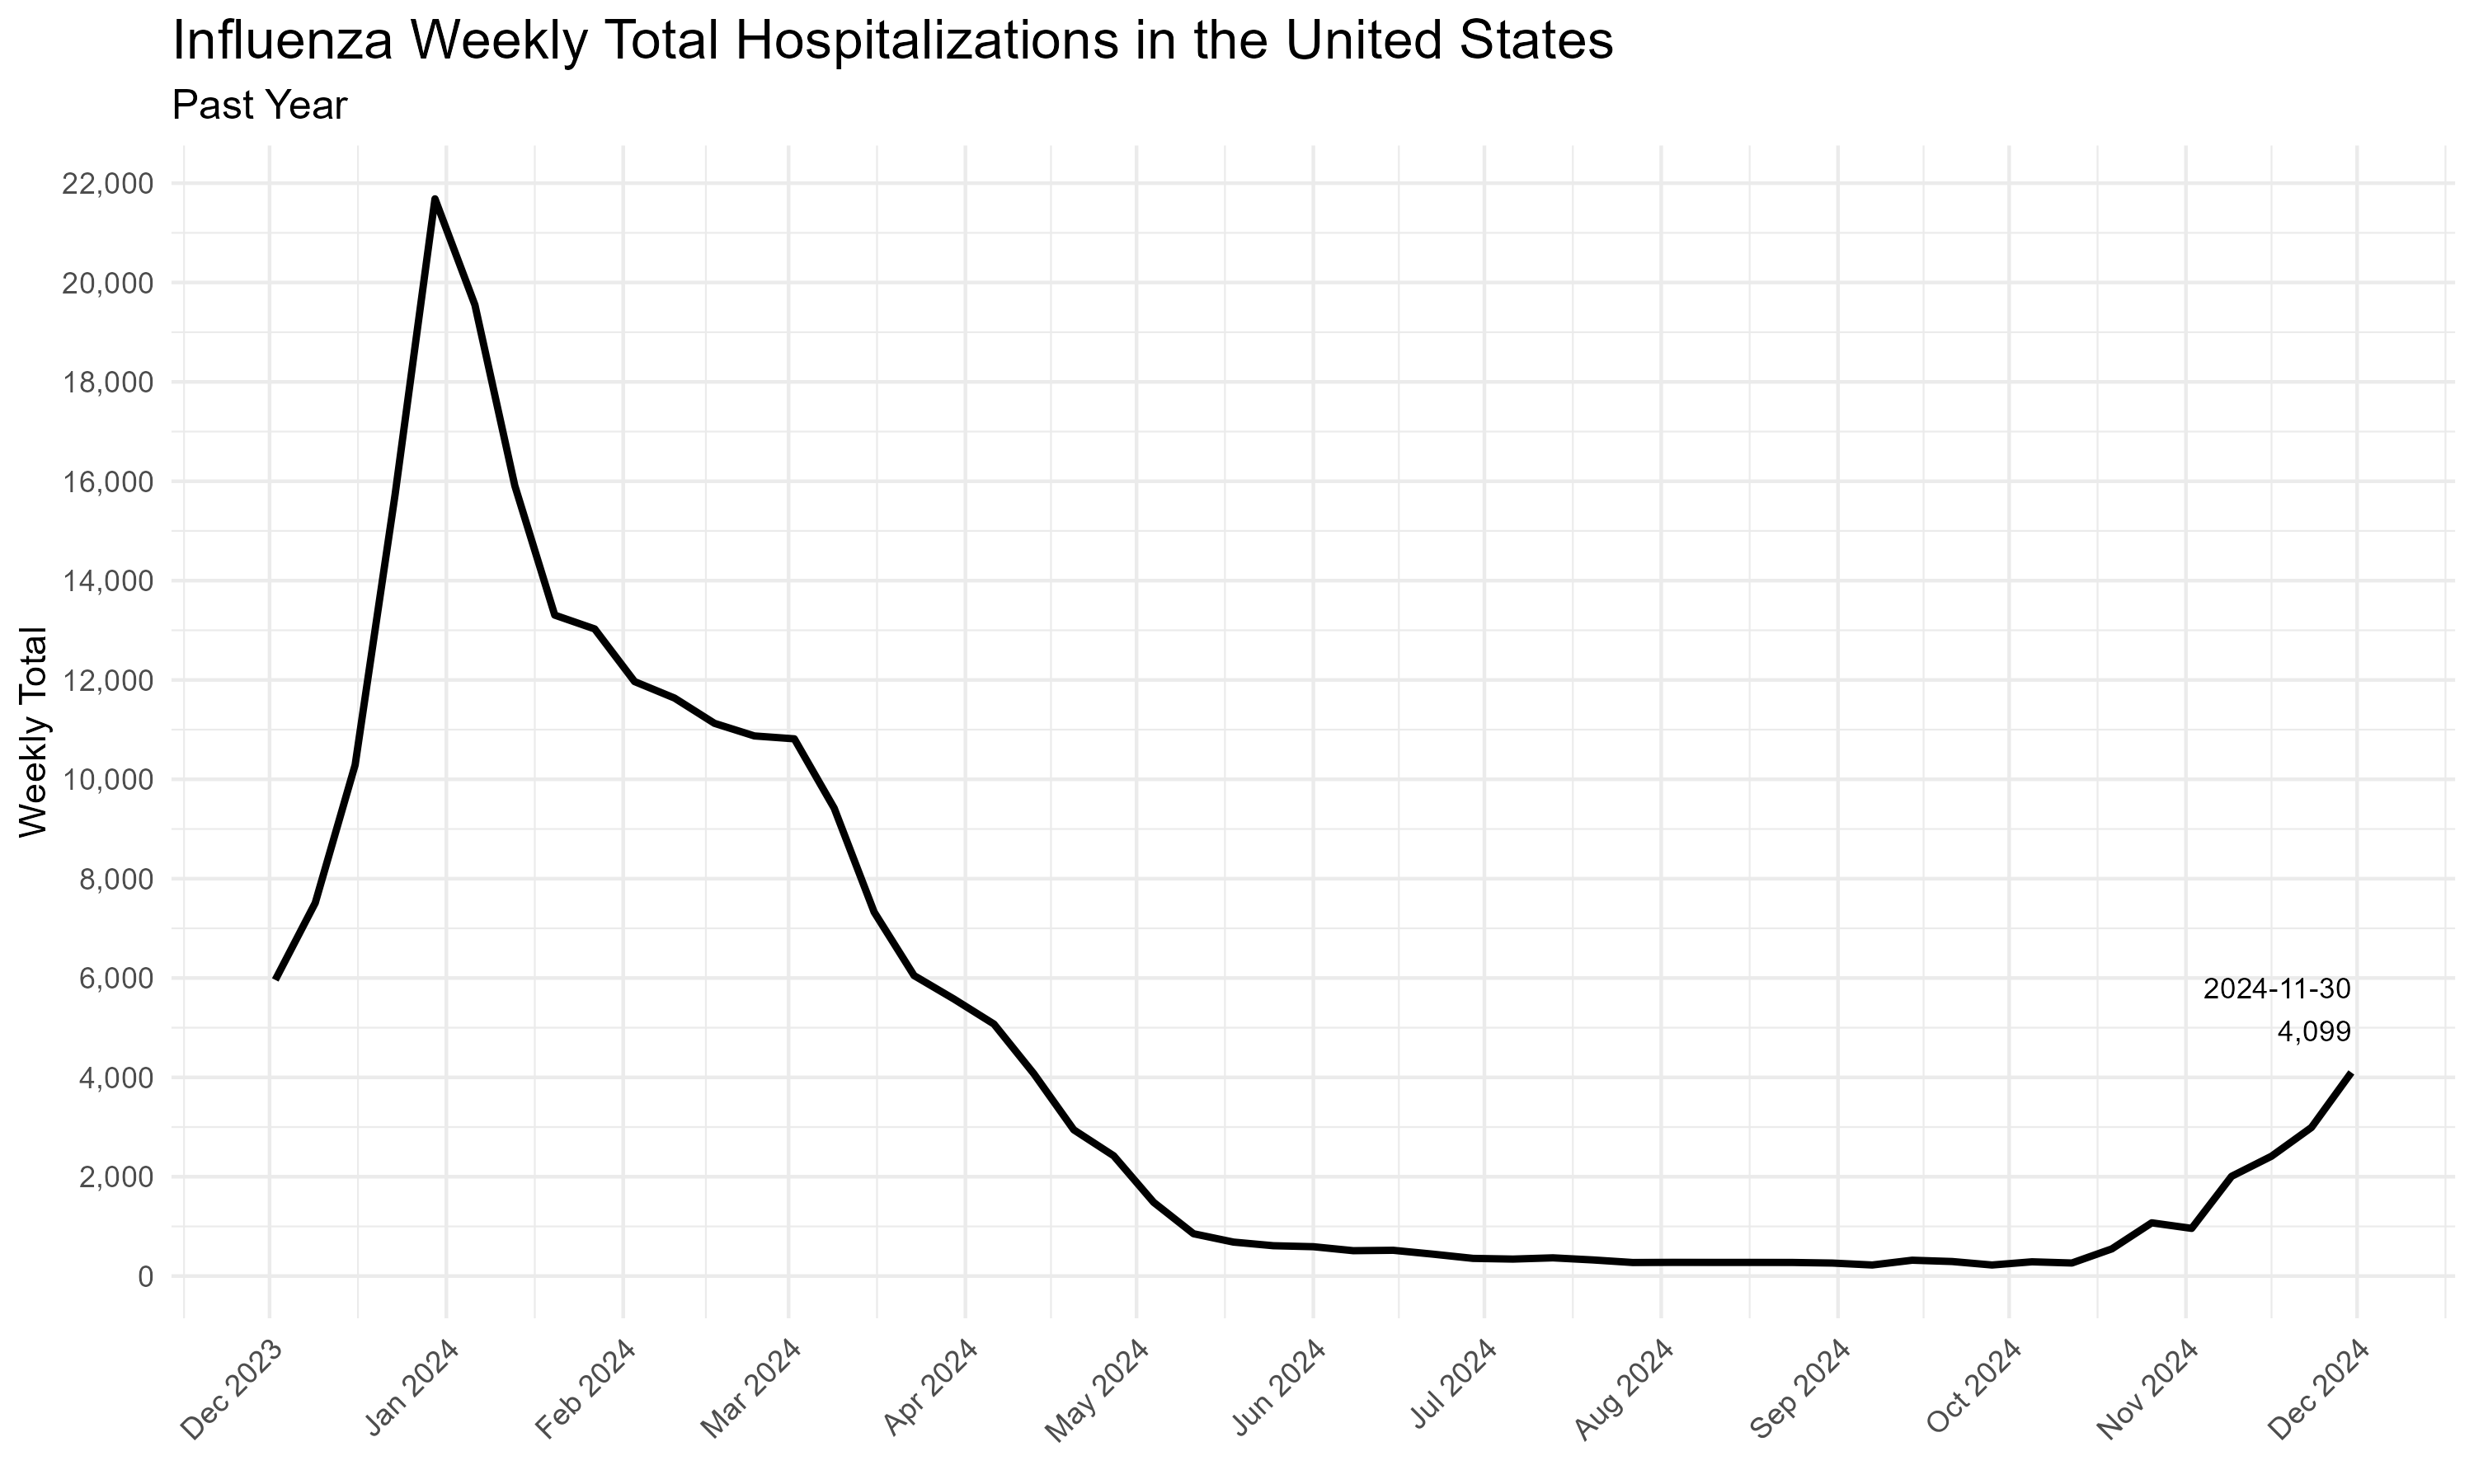 Influenza Weekly Total Hospitalizations in the United States
Past Year
Weekly Total
22,000
20,000
18,000
16,000
14,000
12,000
10,000
8,000
6,000
4,000
2,000
0
2024-11-30
4,099
Dec 2023
Jan 2024
Feb 2024
Mar 2024
Apr 2024
May 2024
Jun 2024
Jul 2024
Aug 2024
Sep 2024
Oct 2024
Nov 2024
Dec 2024